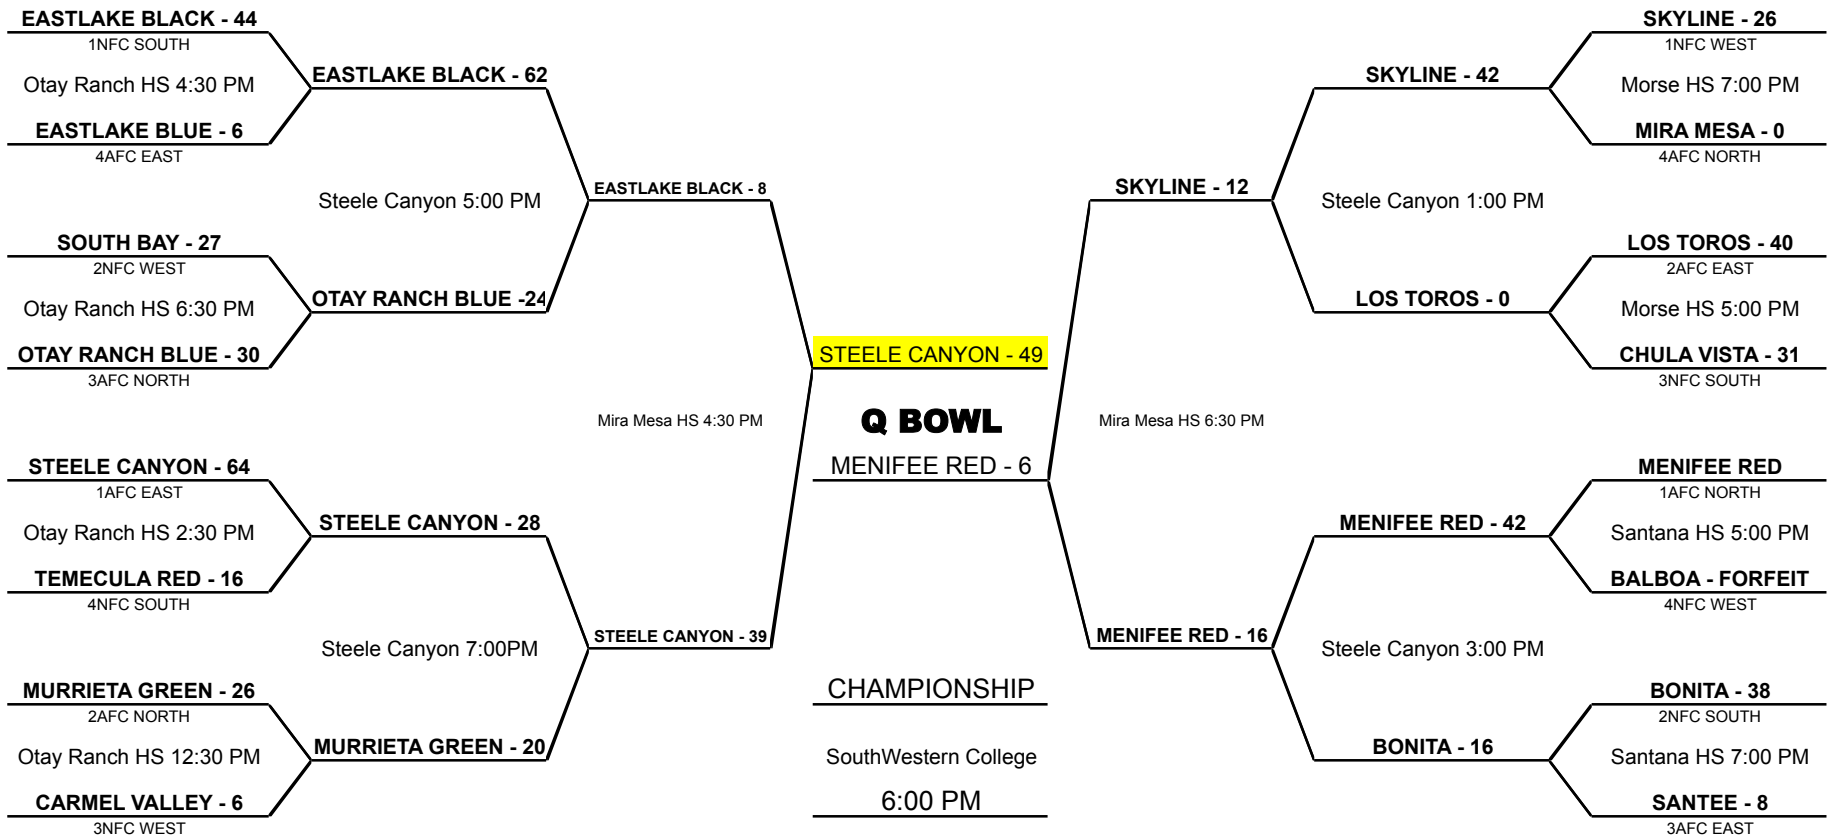 EASTLAKE BLACK - 44
1NFC SOUTH
Otay Ranch HS 4:30 PM
EASTLAKE BLUE - 6
4AFC EAST
SOUTH BAY - 27
2NFC WEST
Otay Ranch HS 6:30 PM
OTAY RANCH BLUE - 30
3AFC NORTH
STEELE CANYON - 64
1AFC EAST
Otay Ranch HS 2:30 PM
TEMECULA RED - 16
4NFC SOUTH
MURRIETA GREEN - 26
2AFC NORTH
Otay Ranch HS 12:30 PM
CARMEL VALLEY - 6
3NFC WEST
EASTLAKE BLACK - 62
Steele Canyon 5:00 PM
OTAY RANCH BLUE -24
STEELE CANYON - 28
Steele Canyon 7:00PM
MURRIETA GREEN - 20
EASTLAKE BLACK - 8
Mira Mesa HS 4:30 PM
STEELE CANYON - 39
STEELE CANYON - 49
Q BOWL
MENIFEE RED - 6
CHAMPIONSHIP
SouthWestern College
6:00 PM
SKYLINE - 12
Mira Mesa HS 6:30 PM
MENIFEE RED - 16
SKYLINE - 42
Steele Canyon 1:00 PM
LOS TOROS - 0
MENIFEE RED - 42
Steele Canyon 3:00 PM
BONITA - 16
SKYLINE - 26
1NFC WEST
Morse HS 7:00 PM
MIRA MESA - 0
4AFC NORTH
LOS TOROS - 40
2AFC EAST
Morse HS 5:00 PM
CHULA VISTA - 31
3NFC SOUTH
MENIFEE RED
1AFC NORTH
Santana HS 5:00 PM
BALBOA - FORFEIT
4NFC WEST
BONITA - 38
2NFC SOUTH
Santana HS 7:00 PM
SANTEE - 8
3AFC EAST